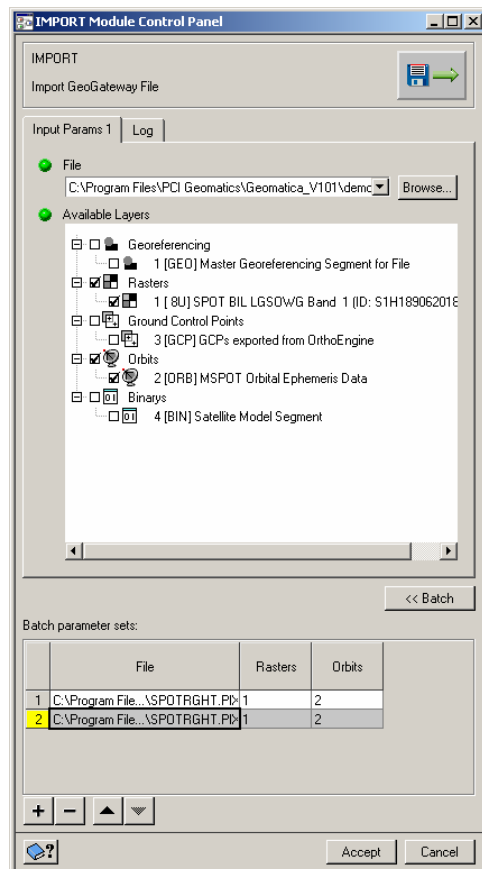 IMPORT Module Control Panel
IMPORT
Import GeoGateway File
Input Params 1
Log
File
C:\Program Files\PCI Geomatics\Geomatica_V101\demo
Browse...
Available Layers
Georeferencing
1 [GEO] Master Georeferencing Segment for File
Rasters
1 [ 8U] SPOT BIL LGSOWG Band 1 (ID: S1H189062018
Ground Control Points
3 [GCP] GCPs exported from OrthoEngine
Orbits
2 [ORB] MSPOT Orbital Ephemeris Data
Binarys
4 [BIN] Satellite Model Segment
<< Batch
Batch parameter sets:
File Rasters Orbits
1 C:\Program File...\SPOTRGHT.PIX 1 2
2 C:\Program File...\SPOTRGHT.PIX 1 2
Accept
Cancel